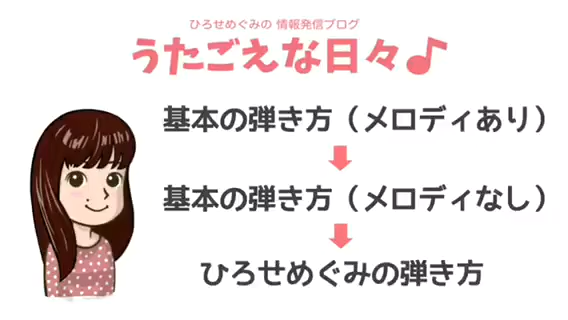 ひろせめぐみの 情報発信ブログ
うたごえな日々♪
基本の弾き方（メロディあり）
基本の弾き方（メロディなし）
ひろせめぐみの弾き方